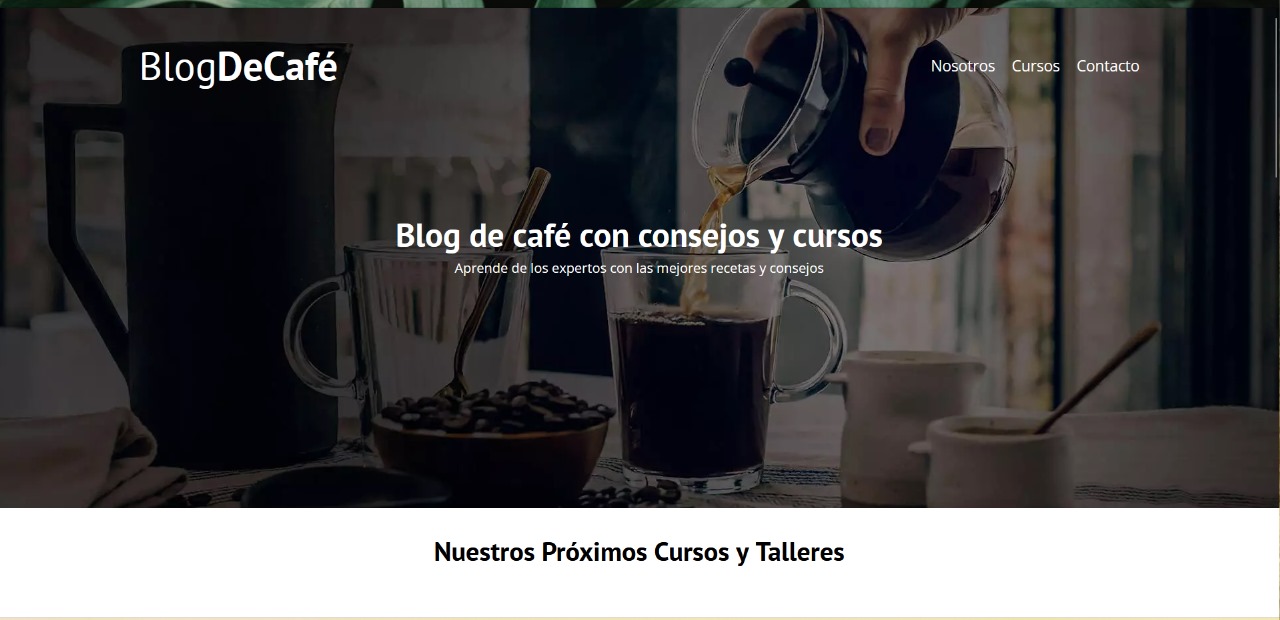 BlogDeCafé
Nosotros Cursos Contacto
Blog de café con consejos y cursos
Aprende de los expertos con las mejores recetas y consejos
Nuestros Próximos Cursos y Talleres